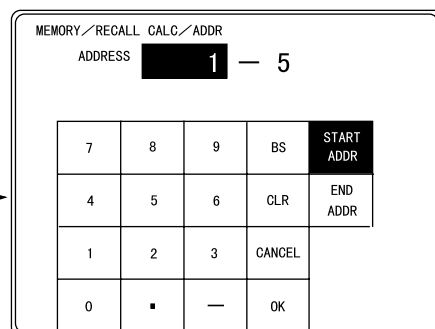 MEMORY／RECALL CALC／ADDR
ADDRESS 1 — 5
7 8 9 BS START ADDR
4 5 6 CLR END ADDR
1 2 3 CANCEL
0 . — OK